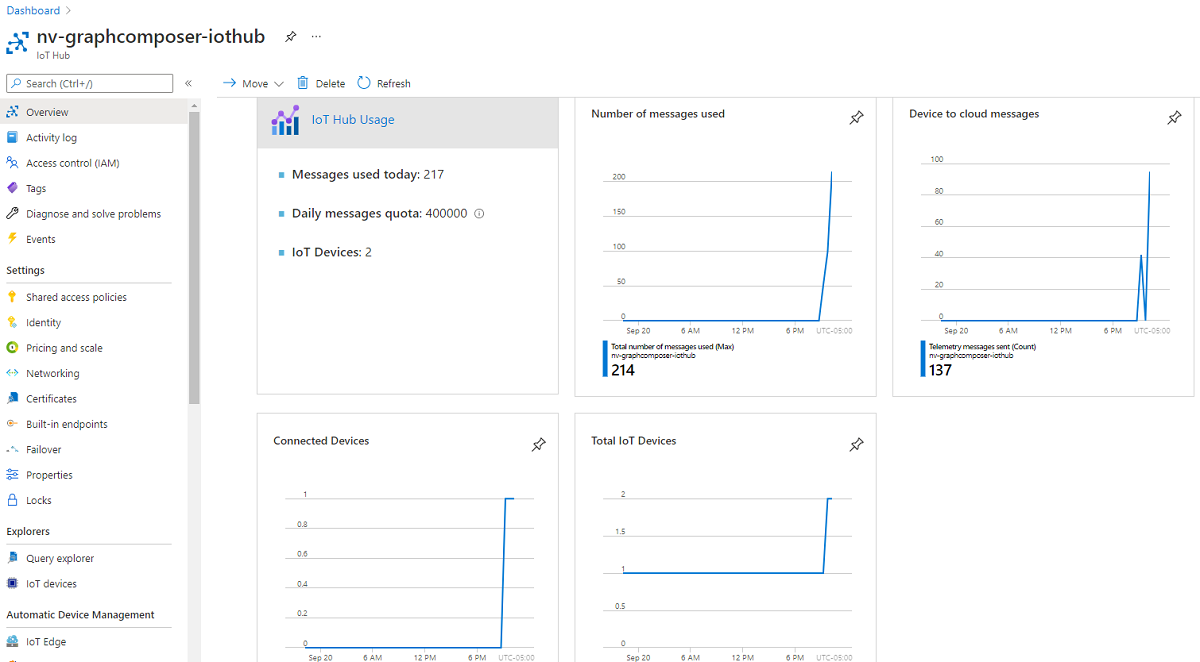 Dashboard
nv-graphcomposer-iothub
IoT Hub
Search (Ctrl+/)
«
Move
Delete
Refresh
Overview
Activity log
Access control (IAM)
Tags
Diagnose and solve problems
Events
Settings
Shared access policies
Identity
Pricing and scale
Networking
Certificates
Built-in endpoints
Failover
Properties
Locks
Explorers
Query explorer
IoT devices
Automatic Device Management
IoT Edge
IoT Hub Usage
Messages used today: 217
Daily messages quota: 400000
IoT Devices: 2
Number of messages used
200
150
100
50
0
Sep 20 6 AM 12 PM 6 PM UTC-05:00
Total number of messages used (Max)
nv-graphcomposer-iothub
214
Device to cloud messages
100
80
60
40
20
0
Sep 20 6 AM 12 PM 6 PM UTC-05:00
Telemetry messages sent (Count)
nv-graphcomposer-iothub
137
Connected Devices
1
0.8
0.6
0.4
0.2
0
Sep 20 6 AM 12 PM 6 PM UTC-05:00
Total IoT Devices
2
1.5
1
0.5
0
Sep 20 6 AM 12 PM 6 PM UTC-05:00